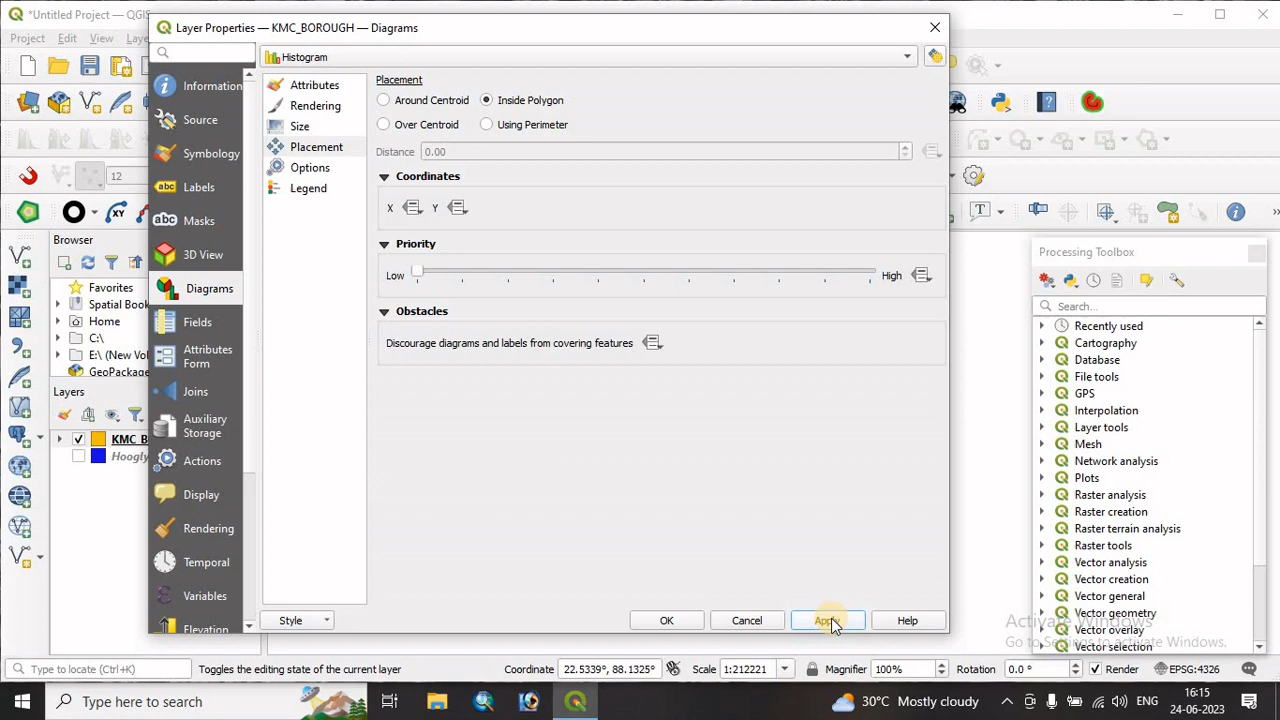 *Untitled Project — QGIS
Layer Properties — KMC_BOROUGH — Diagrams
Project Edit View
Histogram
Information
Source
Symbology
Labels
Masks
3D View
Diagrams
Fields
Attributes
Form
Joins
Auxiliary
Storage
Actions
Display
Rendering
Temporal
Variables
Elevation
Attributes
Rendering
Size
Placement
Options
Legend
Placement
Around Centroid
Inside Polygon
Over Centroid
Using Perimeter
Distance 0.00
Coordinates
X Y
Priority
Low High
Obstacles
Discourage diagrams and labels from covering features
Style
OK
Cancel
Apply
Help
12
Browser
Favorites
Spatial Book
Home
C:\
E:\ (New Vol
GeoPackage
Layers
KMC_B
Hoogly
Processing Toolbox
Search...
Recently used
Cartography
Database
File tools
GPS
Interpolation
Layer tools
Mesh
Network analysis
Plots
Raster analysis
Raster creation
Raster terrain analysis
Raster tools
Vector analysis
Vector creation
Vector general
Vector geometry
Vector overlay
Vector selection
Activate Windows
Go to Settings to activate Windows.
Type to locate (Ctrl+K)
Toggles the editing state of the current layer
Coordinate 22.5339°, 88.1325°
Scale 1:212221
Magnifier 100%
Rotation 0.0 °
Render
EPSG:4326
Type here to search
30°C Mostly cloudy
ENG
16:15
24-06-2023